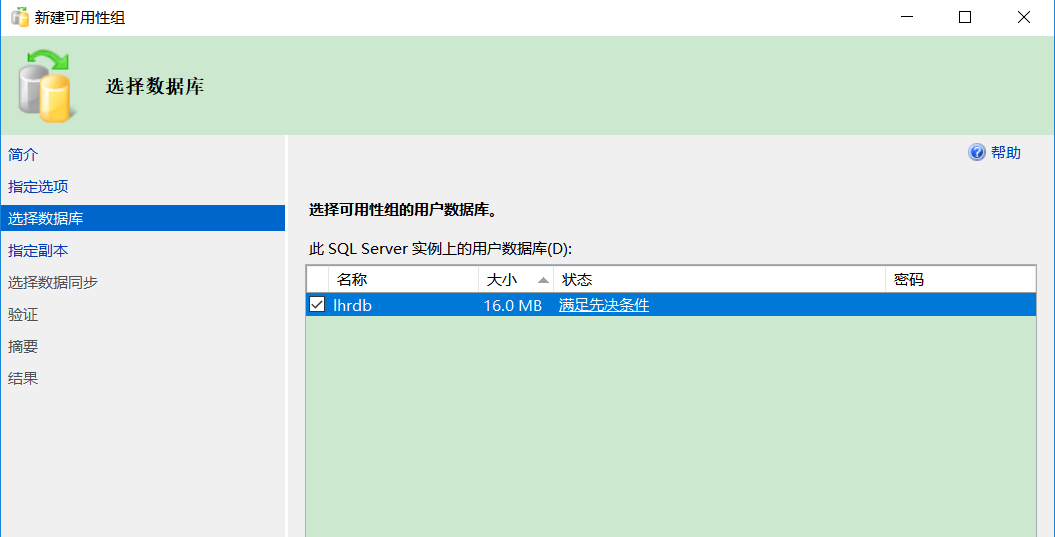 新建可用性组
选择数据库
简介
指定选项
选择数据库
指定副本
选择数据同步
验证
摘要
结果
帮助
选择可用性组的用户数据库。
此 SQL Server 实例上的用户数据库(D):
名称 大小 状态 密码
lhrdb 16.0 MB 满足先决条件